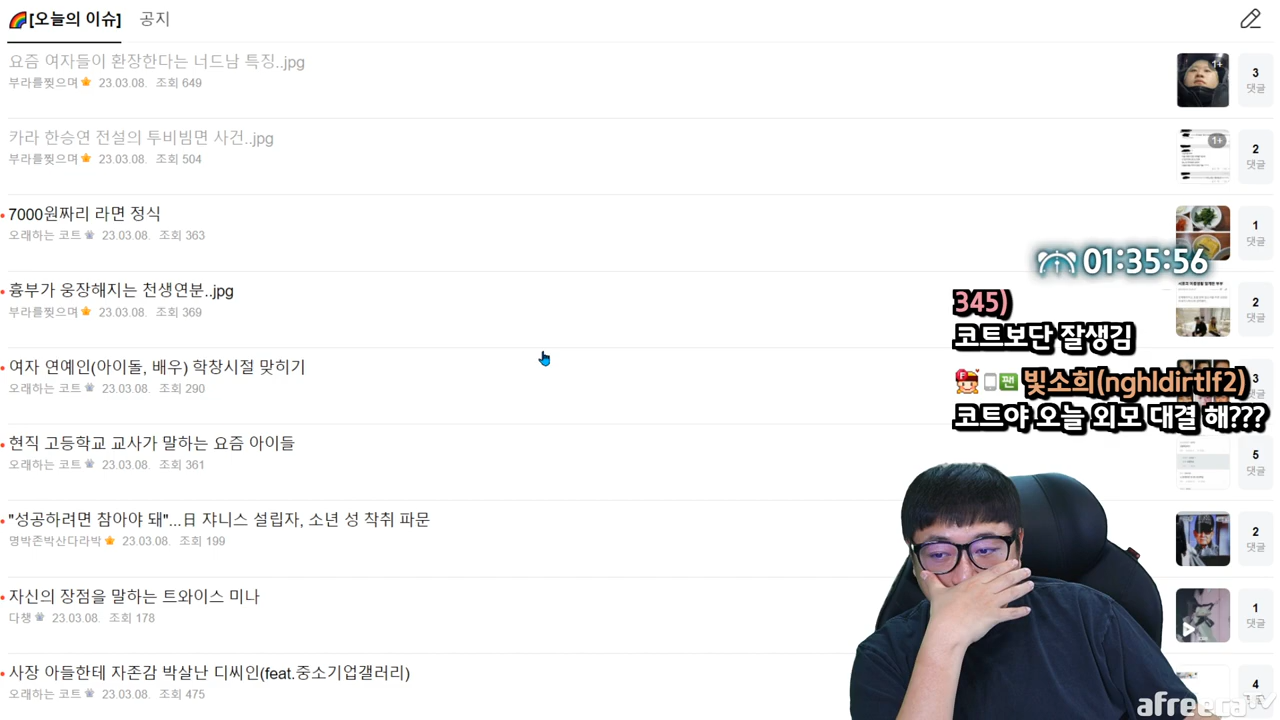 🌈[오늘의 이슈] 공지
요즘 여자들이 환장한다는 너드남 특징..jpg
부라를찢으며 23.03.08. 조회 649
1+
3
댓글
카라 한승연 전설의 투비빔면 사건..jpg
부라를찢으며 23.03.08. 조회 504
1+
2
댓글
7000원짜리 라면 정식
오래하는 코트 23.03.08. 조회 363
1
댓글
01:35:56
흉부가 웅장해지는 천생연분..jpg
부라를찢으며 23.03.08. 조회 369
2
댓글
345)
코트보단 잘생김
여자 연예인(아이돌, 배우) 학창시절 맞히기
오래하는 코트 23.03.08. 조회 290
3
F 팬 빛소희(nghldirtlf2)
코트야 오늘 외모 대결 해???
현직 고등학교 교사가 말하는 요즘 아이들
오래하는 코트 23.03.08. 조회 361
5
댓글
"성공하려면 참아야 돼"...日 쟈니스 설립자, 소년 성 착취 파문
명박존박산다라박 23.03.08. 조회 199
2
댓글
자신의 장점을 말하는 트와이스 미나
다챙 23.03.08. 조회 178
1
댓글
사장 아들한테 자존감 박살난 디씨인(feat.중소기업갤러리)
오래하는 코트 23.03.08. 조회 475
4
afreecaTV